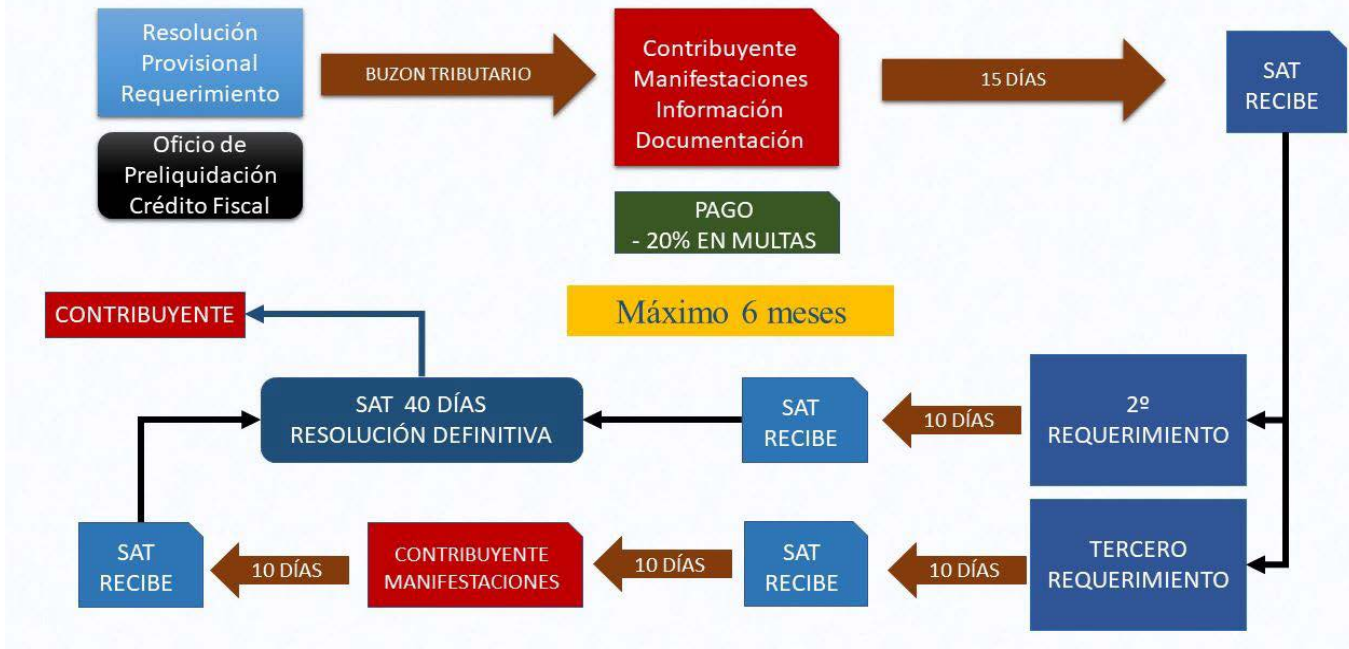 Resolución
Provisional
Requerimiento
BUZON TRIBUTARIO
Contribuyente
Manifestaciones
Información
Documentación
15 DÍAS
SAT
RECIBE
Oficio de
Preliquidación
Crédito Fiscal
PAGO
- 20% EN MULTAS
CONTRIBUYENTE
Máximo 6 meses
SAT 40 DÍAS
RESOLUCIÓN DEFINITIVA
SAT
RECIBE
10 DÍAS
2º
REQUERIMIENTO
SAT
RECIBE
10 DÍAS
CONTRIBUYENTE
MANIFESTACIONES
10 DÍAS
SAT
RECIBE
10 DÍAS
TERCERO
REQUERIMIENTO